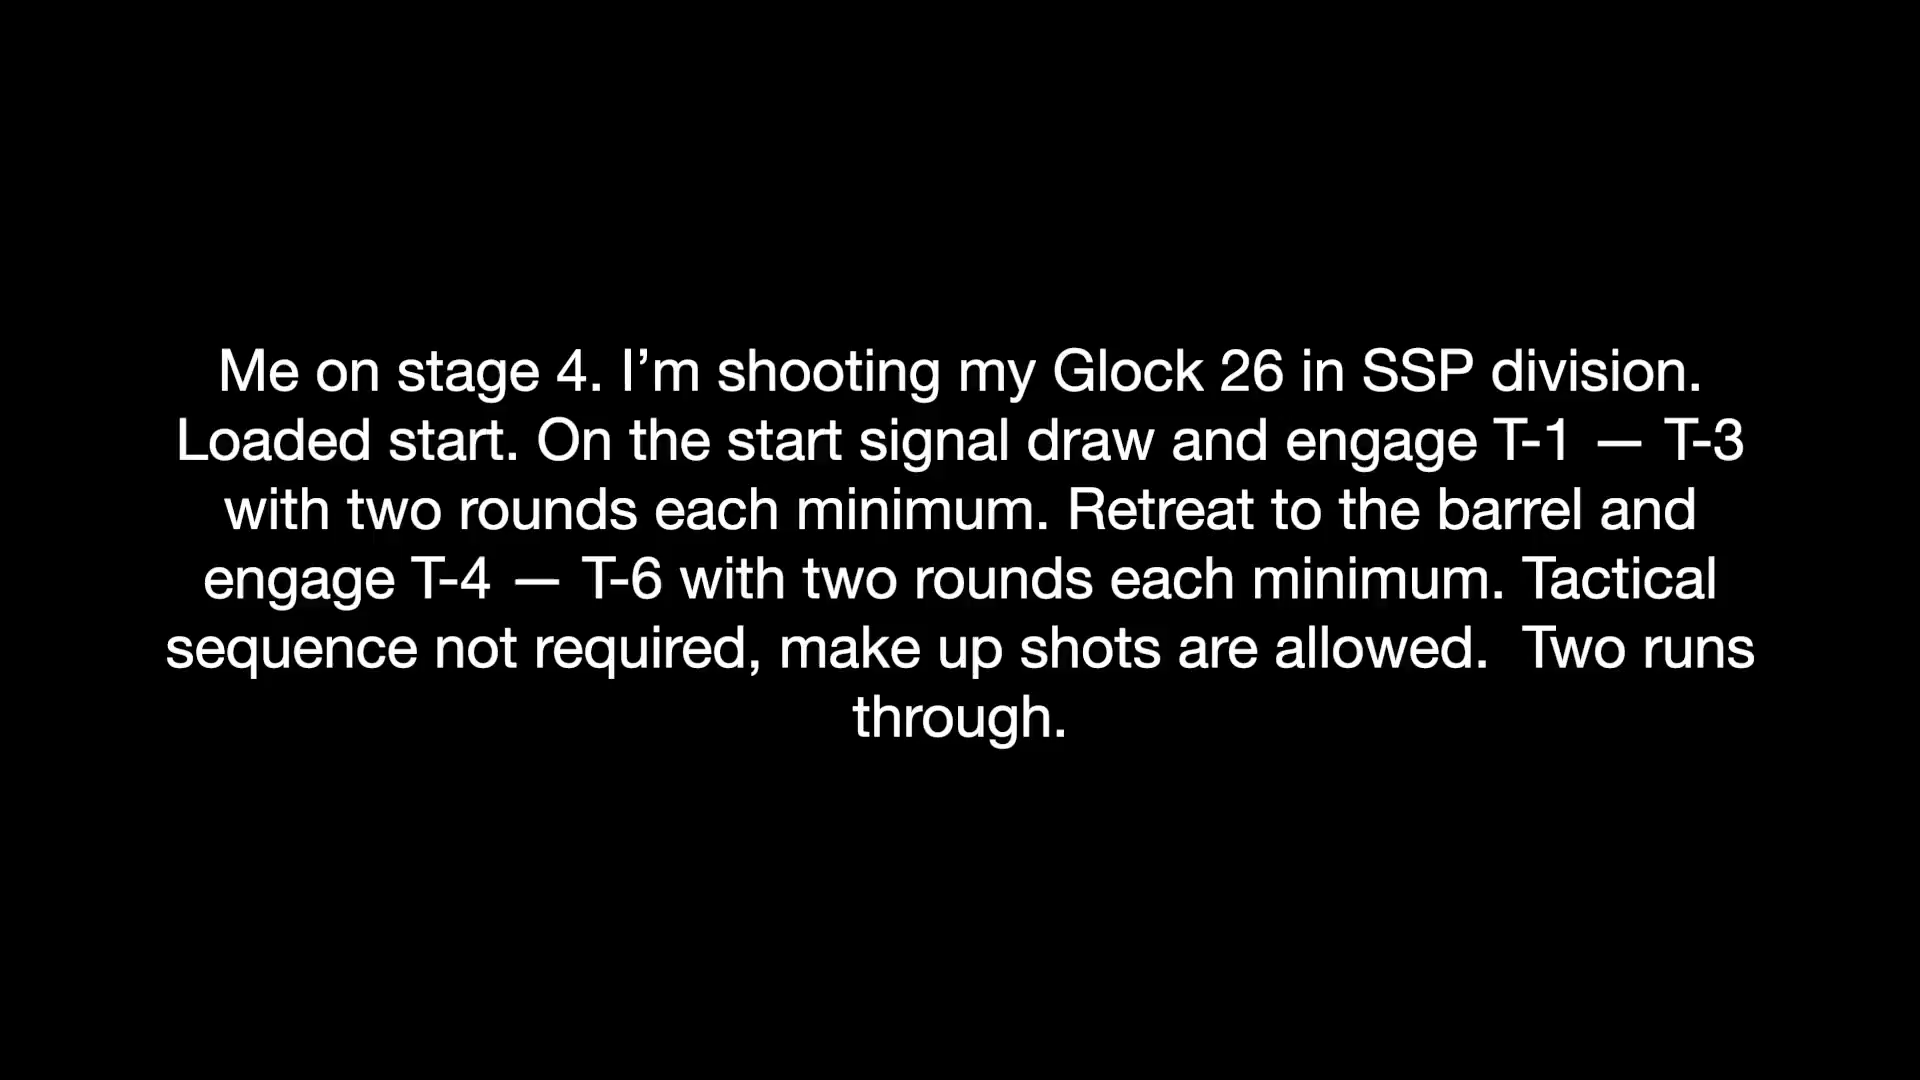 Me on stage 4. I’m shooting my Glock 26 in SSP division.
Loaded start. On the start signal draw and engage T-1 — T-3
with two rounds each minimum. Retreat to the barrel and
engage T-4 — T-6 with two rounds each minimum. Tactical
sequence not required, make up shots are allowed.  Two runs
through.